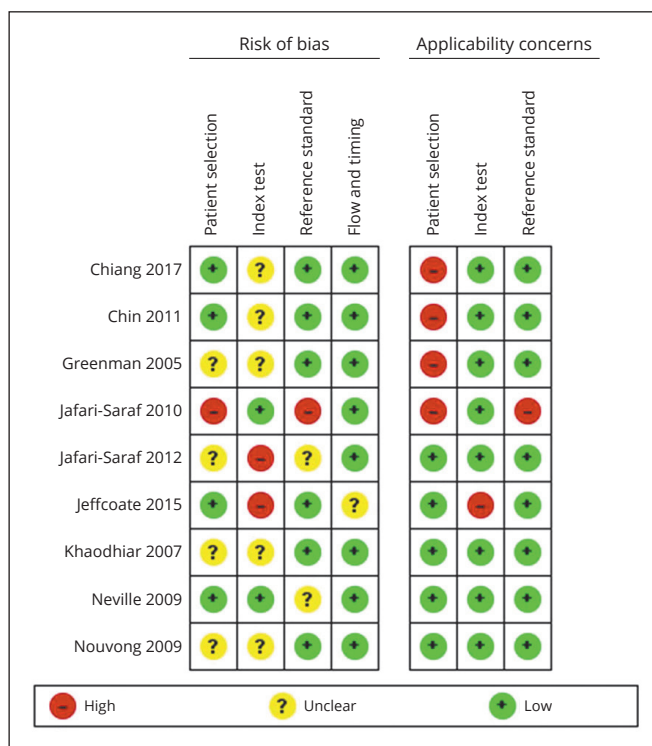 Risk of bias Applicability concerns
Patient selection
Index test
Reference standard
Flow and timing
Patient selection
Index test
Reference standard
Chiang 2017 + ? + + - + +
Chin 2011 + ? + + - + +
Greenman 2005 ? ? + + - + +
Jafari-Saraf 2010 - + - + - + -
Jafari-Saraf 2012 ? - ? + + + +
Jeffcoate 2015 + - + ? + - +
Khaodhiar 2007 ? ? + + + + +
Neville 2009 + + ? + + + +
Nouvong 2009 ? ? + + + + +
- High ? Unclear + Low